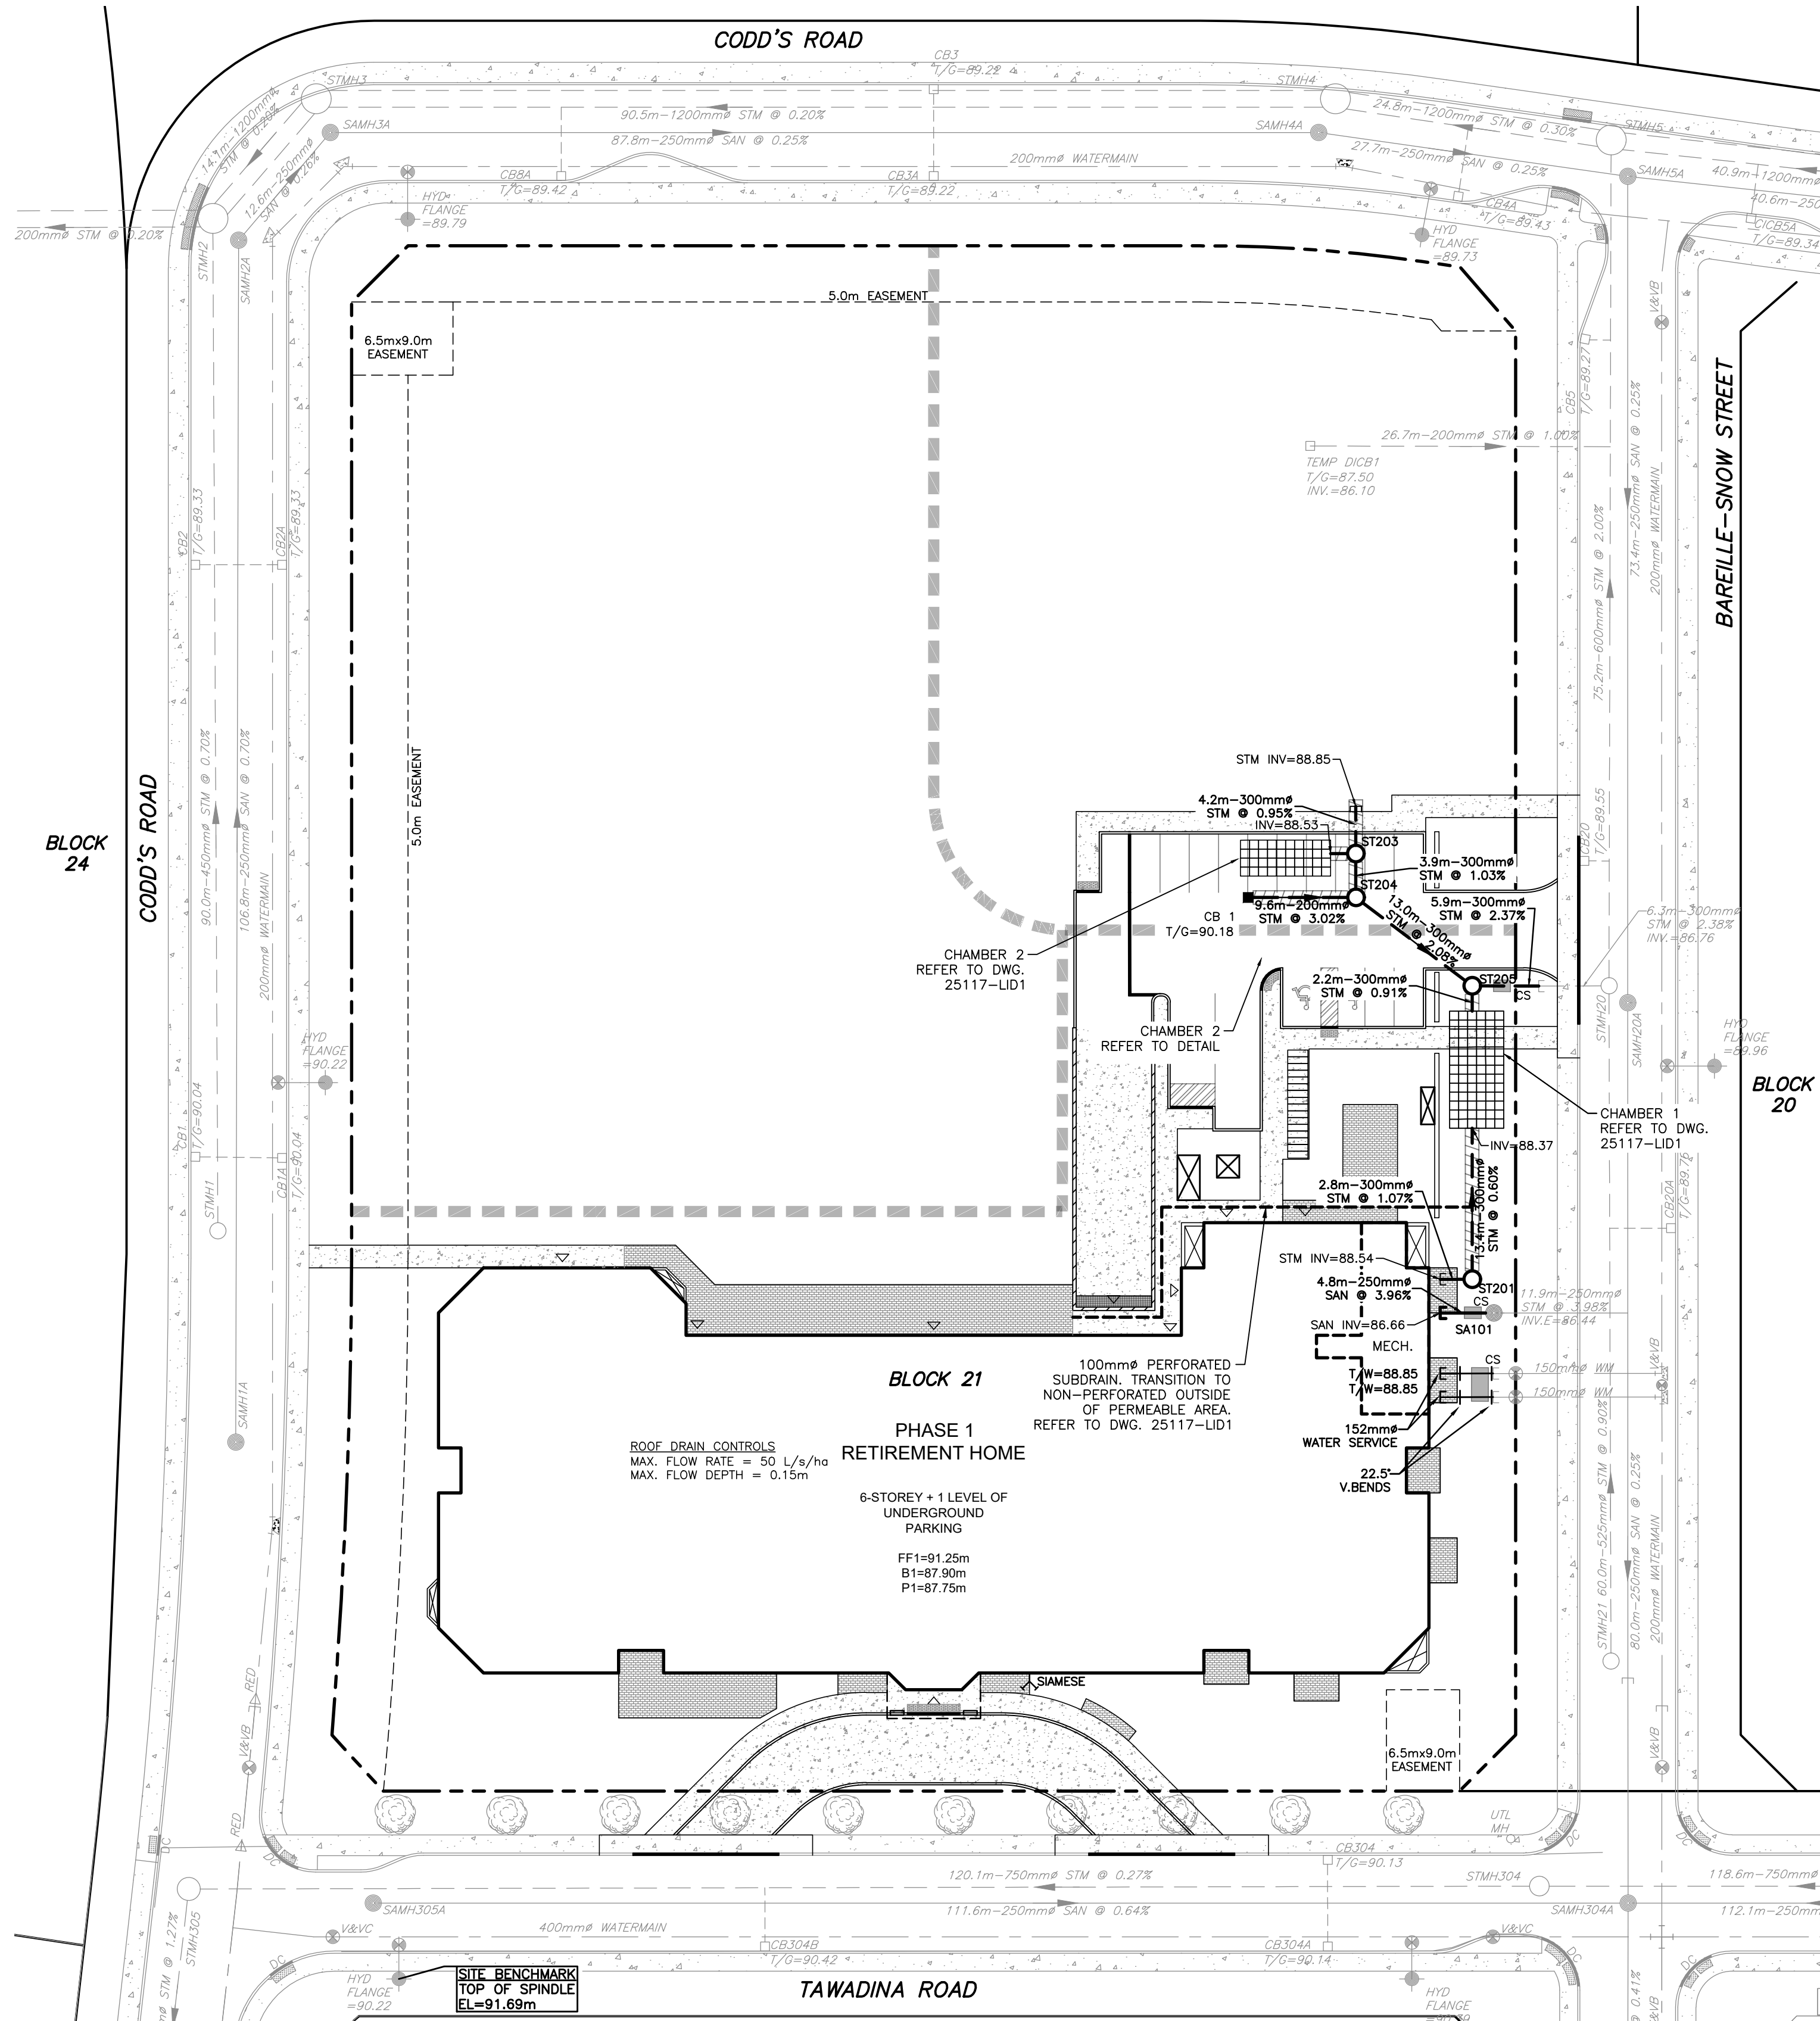 CODD'S ROAD
CB3
T/G=89.22
STMH3
STMH4
24.8m-1200mmØ STM @ 0.30%
STMH5
90.5m-1200mmØ STM @ 0.20%
SAMH3A
87.8m-250mmØ SAN @ 0.25%
SAMH4A
27.7m-250mmØ SAN @ 0.25%
SAMH5A
40.9m-1200mmØ
40.6m-250
14.1m-1200mmØ
STM @ 0.20%
12.6m-250mmØ
SAN @ 0.26%
200mmØ WATERMAIN
CB8A
T/G=89.42
CB3A
T/G=89.22
CB4A
T/G=89.43
CICB5A
T/G=89.34
HYD
FLANGE
=89.79
HYD
FLANGE
=89.73
200mmØ STM @ 0.20%
STMH2
SAMH2A
V&VB
5.0m EASEMENT
6.5mx9.0m
EASEMENT
CB5
T/G=89.27
BAREILLE-SNOW STREET
26.7m-200mmØ STM @ 1.00%
TEMP DICB1
T/G=87.50
INV.=86.10
73.4m-250mmØ SAN @ 0.25%
200mmØ WATERMAIN
75.2m-600mmØ STM @ 2.00%
CB2
T/G=89.33
CB2A
T/G=89.33
90.0m-450mmØ STM @ 0.70%
106.8m-250mmØ SAN @ 0.70%
200mmØ WATERMAIN
5.0m EASEMENT
BLOCK
24
CODD'S ROAD
STM INV=88.85
4.2m-300mmØ
STM @ 0.95%
INV=88.53
ST203
3.9m-300mmØ
STM @ 1.03%
ST204
9.6m-200mmØ
STM @ 3.02%
CB 1
T/G=90.18
13.0m-300mmØ
STM @ 2.08%
5.9m-300mmØ
STM @ 2.37%
CB20
T/G=89.55
6.3m-300mmØ
STM @ 2.38%
INV.=86.76
CHAMBER 2
REFER TO DWG.
25117-LID1
2.2m-300mmØ
STM @ 0.91%
ST205
CS
CHAMBER 2
REFER TO DETAIL
STMH20
SAMH20A
HYD
FLANGE
=89.96
HYD
FLANGE
=90.22
BLOCK
20
CHAMBER 1
REFER TO DWG.
25117-LID1
INV=88.37
CB1
T/G=90.04
CB1A
T/G=90.04
STMH1
CB20A
T/G=89.76
2.8m-300mmØ
STM @ 1.07%
13.4m-300mmØ
STM @ 0.60%
STM INV=88.54
ST201
4.8m-250mmØ
SAN @ 3.96%
CS
11.9m-250mmØ
STM @ 3.98%
INV.E=86.44
SAN INV=86.66
SA101
MECH.
CS
T/W=88.85
T/W=88.85
150mmØ WM
150mmØ WM
V&VB
BLOCK 21
100mmØ PERFORATED
SUBDRAIN. TRANSITION TO
NON-PERFORATED OUTSIDE
OF PERMEABLE AREA.
REFER TO DWG. 25117-LID1
152mmØ
WATER SERVICE
22.5°
V.BENDS
PHASE 1
RETIREMENT HOME
ROOF DRAIN CONTROLS
MAX. FLOW RATE = 50 L/s/ha
MAX. FLOW DEPTH = 0.15m
6-STOREY + 1 LEVEL OF
UNDERGROUND
PARKING
FF1=91.25m
B1=87.90m
P1=87.75m
SAMH1A
STMH21
60.0m-525mmØ STM @ 0.90%
80.0m-250mmØ SAN @ 0.25%
200mmØ WATERMAIN
RED
V&VB
RED
SIAMESE
6.5mx9.0m
EASEMENT
V&VB
UTL
MH
DC
DC
DC
DC
CB304
T/G=90.13
120.1m-750mmØ STM @ 0.27%
STMH304
118.6m-750mmØ
SAMH305A
111.6m-250mmØ SAN @ 0.64%
SAMH304A
112.1m-250mm
STMH305
mØ STM @ 1.27%
V&VC
400mmØ WATERMAIN
V&VC
CB304B
T/G=90.42
CB304A
T/G=90.14
DC
DC
DC
HYD
FLANGE
=90.22
SITE BENCHMARK
TOP OF SPINDLE
EL=91.69m
TAWADINA ROAD
HYD
FLANGE
@ 0.41%
V&VB